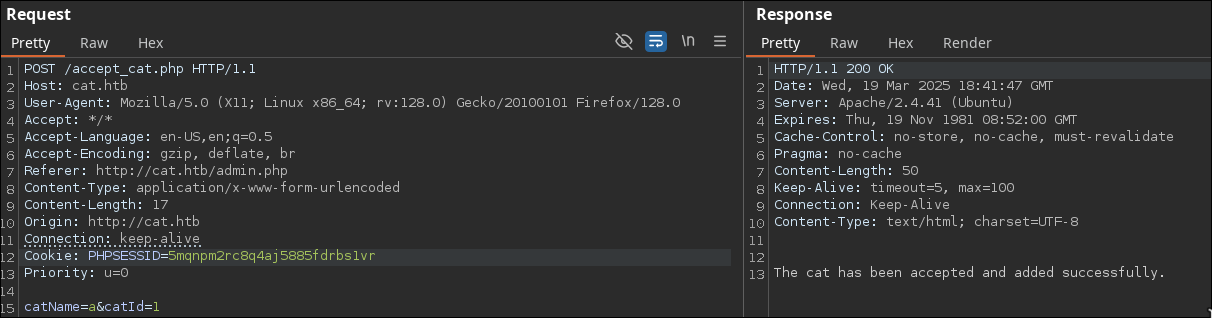 Request
Pretty Raw Hex
\n
1 POST /accept_cat.php HTTP/1.1
2 Host: cat.htb
3 User-Agent: Mozilla/5.0 (X11; Linux x86_64; rv:128.0) Gecko/20100101 Firefox/128.0
4 Accept: */*
5 Accept-Language: en-US,en;q=0.5
6 Accept-Encoding: gzip, deflate, br
7 Referer: http://cat.htb/admin.php
8 Content-Type: application/x-www-form-urlencoded
9 Content-Length: 17
10 Origin: http://cat.htb
11 Connection: keep-alive
12 Cookie: PHPSESSID=5mqnpm2rc8q4aj5885fdrbslvr
13 Priority: u=0
14
15 catName=a&catId=1
Response
Pretty Raw Hex Render
1 HTTP/1.1 200 OK
2 Date: Wed, 19 Mar 2025 18:41:47 GMT
3 Server: Apache/2.4.41 (Ubuntu)
4 Expires: Thu, 19 Nov 1981 08:52:00 GMT
5 Cache-Control: no-store, no-cache, must-revalidate
6 Pragma: no-cache
7 Content-Length: 50
8 Keep-Alive: timeout=5, max=100
9 Connection: Keep-Alive
10 Content-Type: text/html; charset=UTF-8
11
12
13 The cat has been accepted and added successfully.